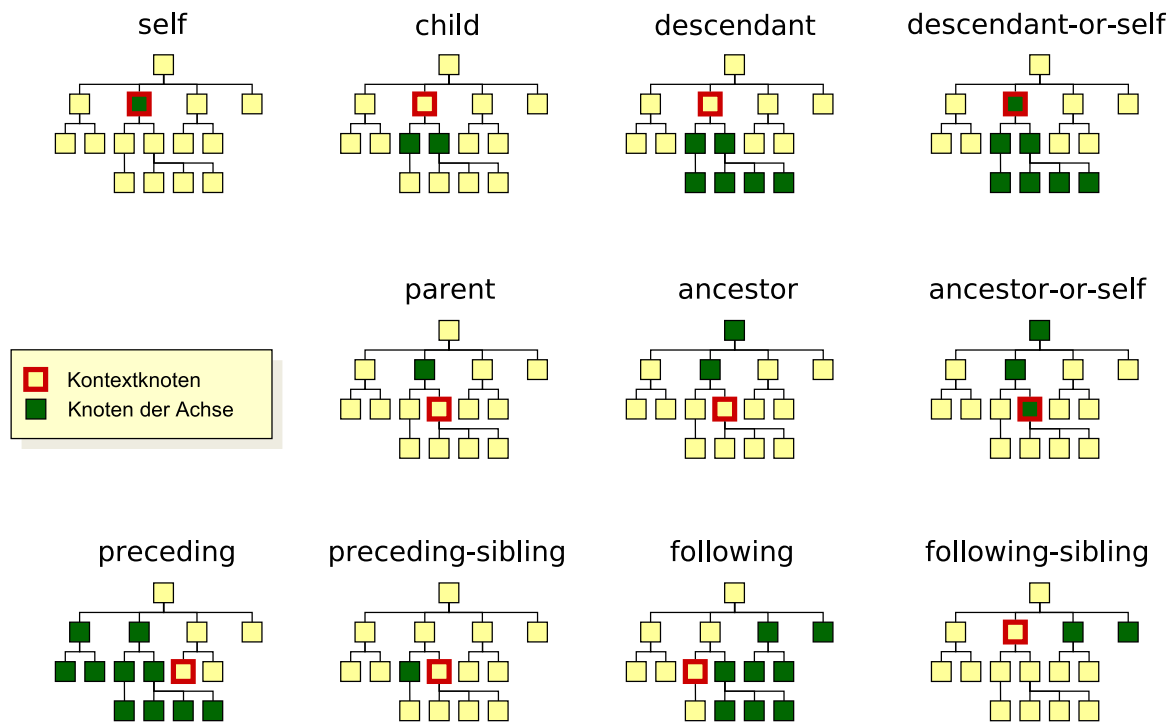 self
child
descendant
descendant-or-self
parent
ancestor
ancestor-or-self
Kontextknoten
Knoten der Achse
preceding
preceding-sibling
following
following-sibling